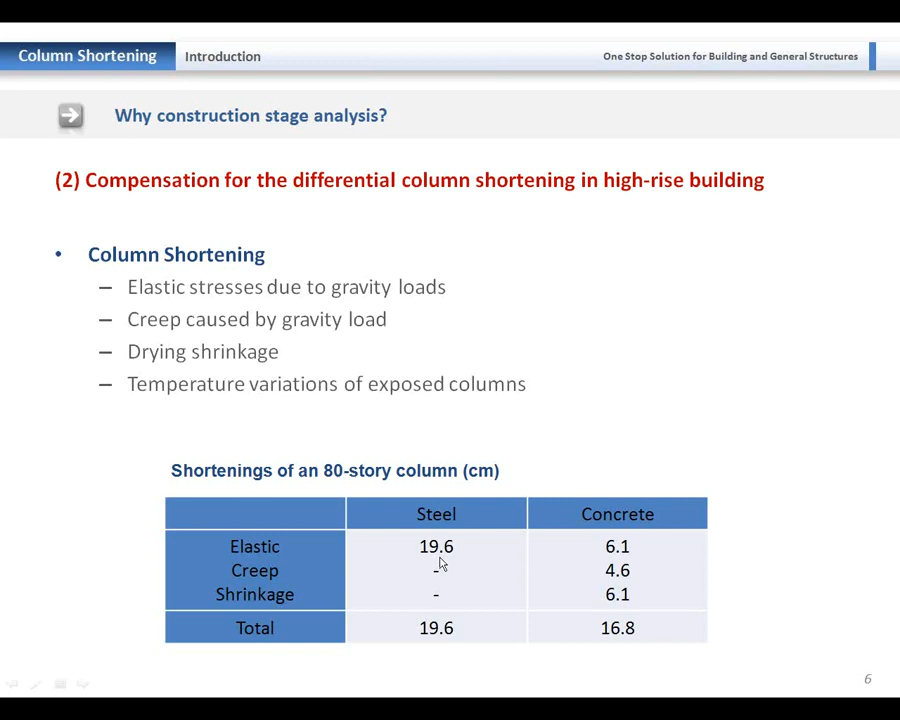 Column Shortening Introduction One Stop Solution for Building and General Structures
Why construction stage analysis?
(2) Compensation for the differential column shortening in high-rise building
• Column Shortening
– Elastic stresses due to gravity loads
– Creep caused by gravity load
– Drying shrinkage
– Temperature variations of exposed columns
Shortenings of an 80-story column (cm)
Steel Concrete
Elastic 19.6 6.1
Creep - 4.6
Shrinkage - 6.1
Total 19.6 16.8
6